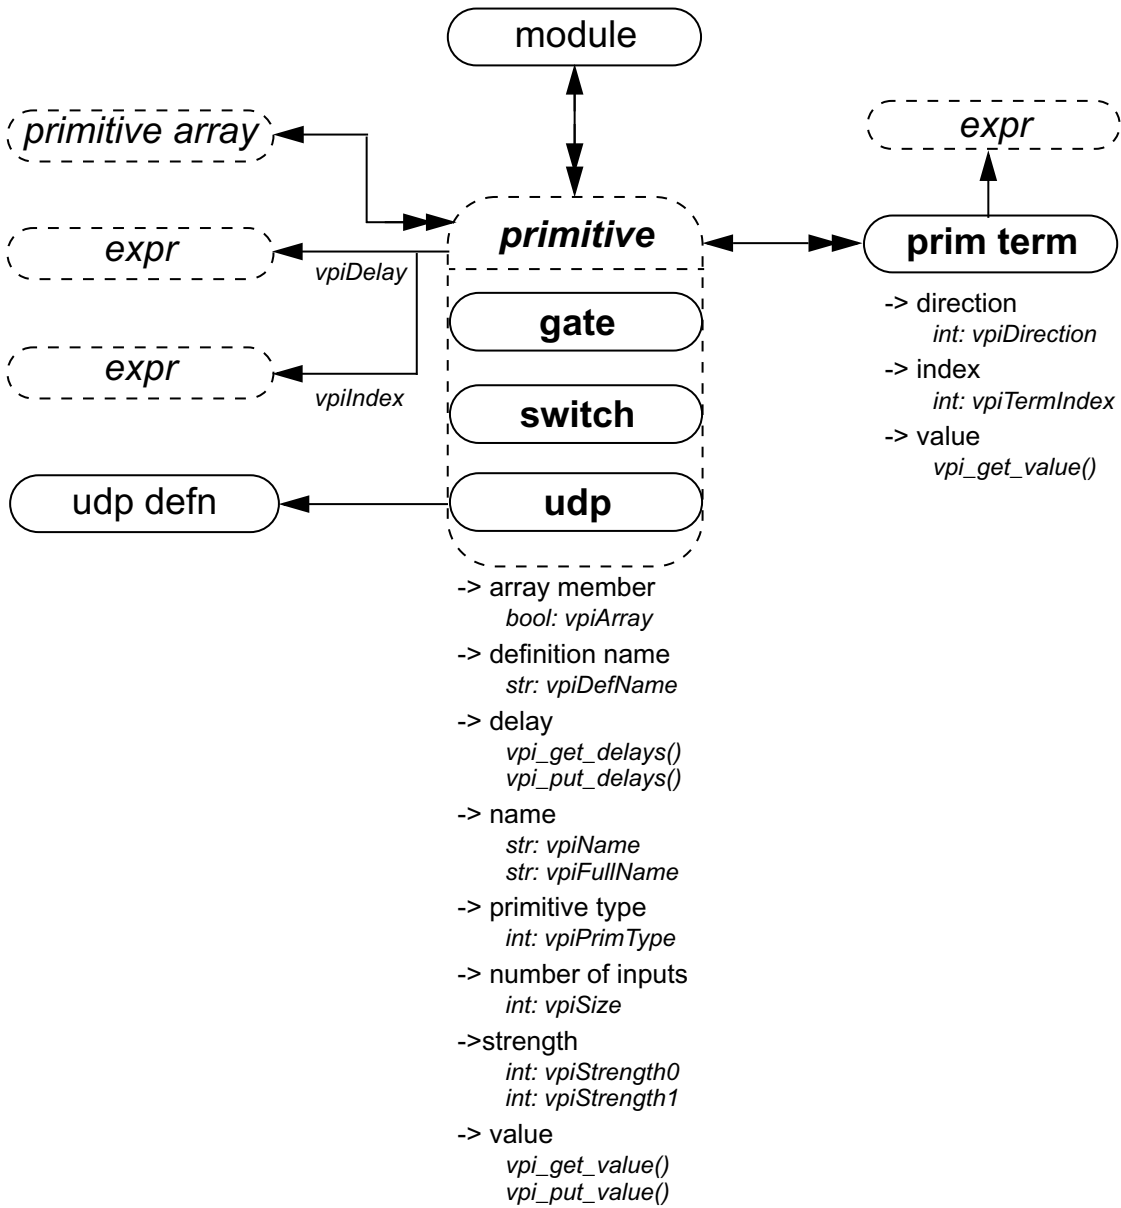 module
primitive array
expr
primitive
expr
vpiDelay
prim term
gate
expr
vpiIndex
switch
udp defn
udp
-> direction
int: vpiDirection
-> index
int: vpiTermIndex
-> value
vpi_get_value()
-> array member
bool: vpiArray
-> definition name
str: vpiDefName
-> delay
vpi_get_delays()
vpi_put_delays()
-> name
str: vpiName
str: vpiFullName
-> primitive type
int: vpiPrimType
-> number of inputs
int: vpiSize
->strength
int: vpiStrength0
int: vpiStrength1
-> value
vpi_get_value()
vpi_put_value()